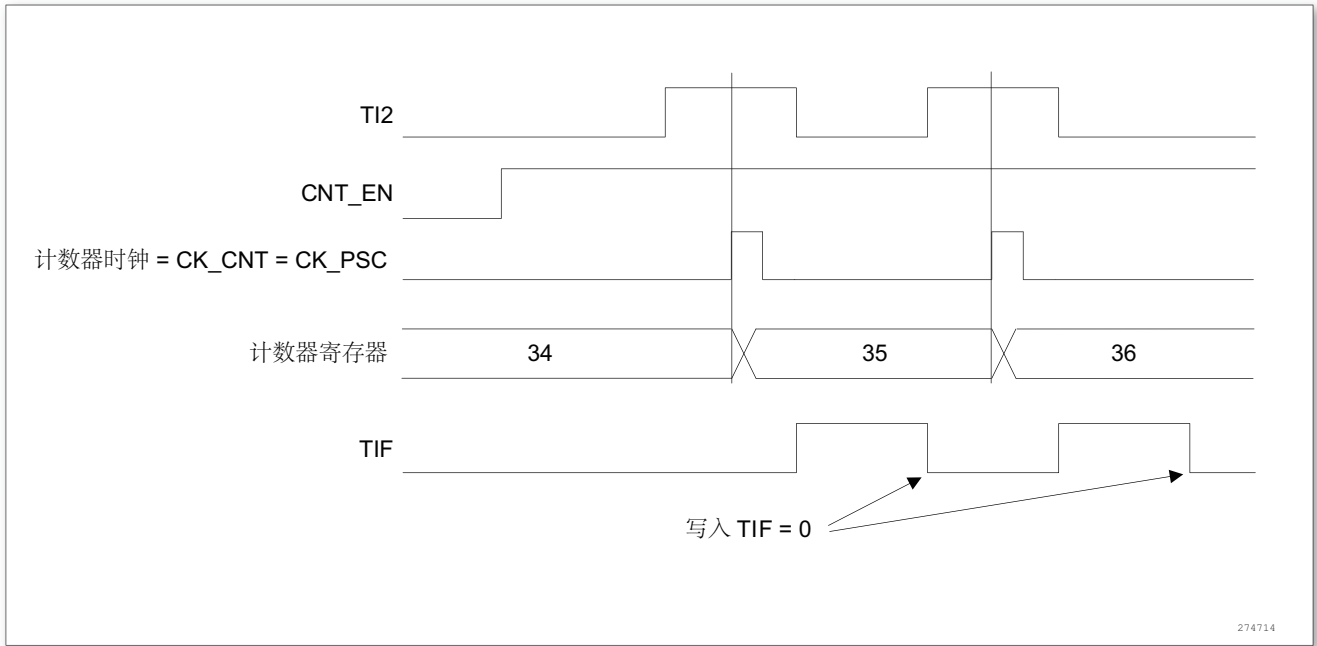 TI2
CNT_EN
计数器时钟 = CK_CNT = CK_PSC
计数器寄存器
34
35
36
TIF
写入 TIF = 0
274714